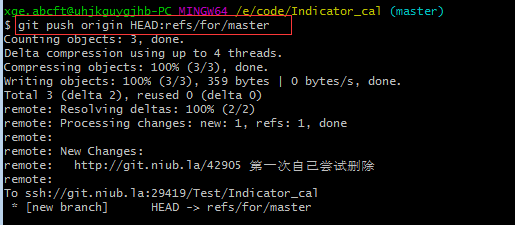 xge.abcft@uhjkguygjhb-PC MINGW64 /e/code/Indicator_cal (master)
$ git push origin HEAD:refs/for/master
Counting objects: 3, done.
Delta compression using up to 4 threads.
Compressing objects: 100% (3/3), done.
Writing objects: 100% (3/3), 359 bytes | 0 bytes/s, done.
Total 3 (delta 2), reused 0 (delta 0)
remote: Resolving deltas: 100% (2/2)
remote: Processing changes: new: 1, refs: 1, done
remote:
remote: New Changes:
remote:   http://git.niub.la/42905 第一次自己尝试删除
remote:
To ssh://git.niub.la:29419/Test/Indicator_cal
 * [new branch]      HEAD -> refs/for/master